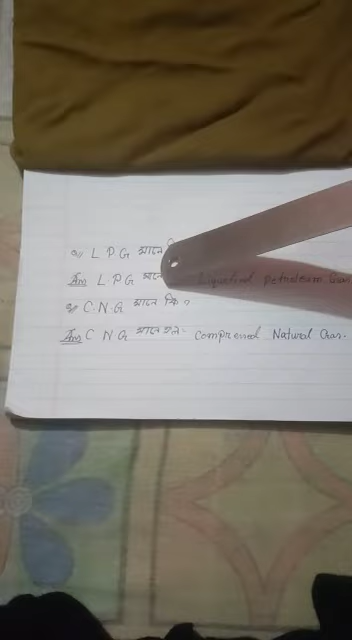 Q// L.P.G মানে
Ans L.P.G মানে Liquefied Petroleum Gas
Q// C.N.G মানে কি?
Ans C N G মানে হল- Compressed Natural Gas.